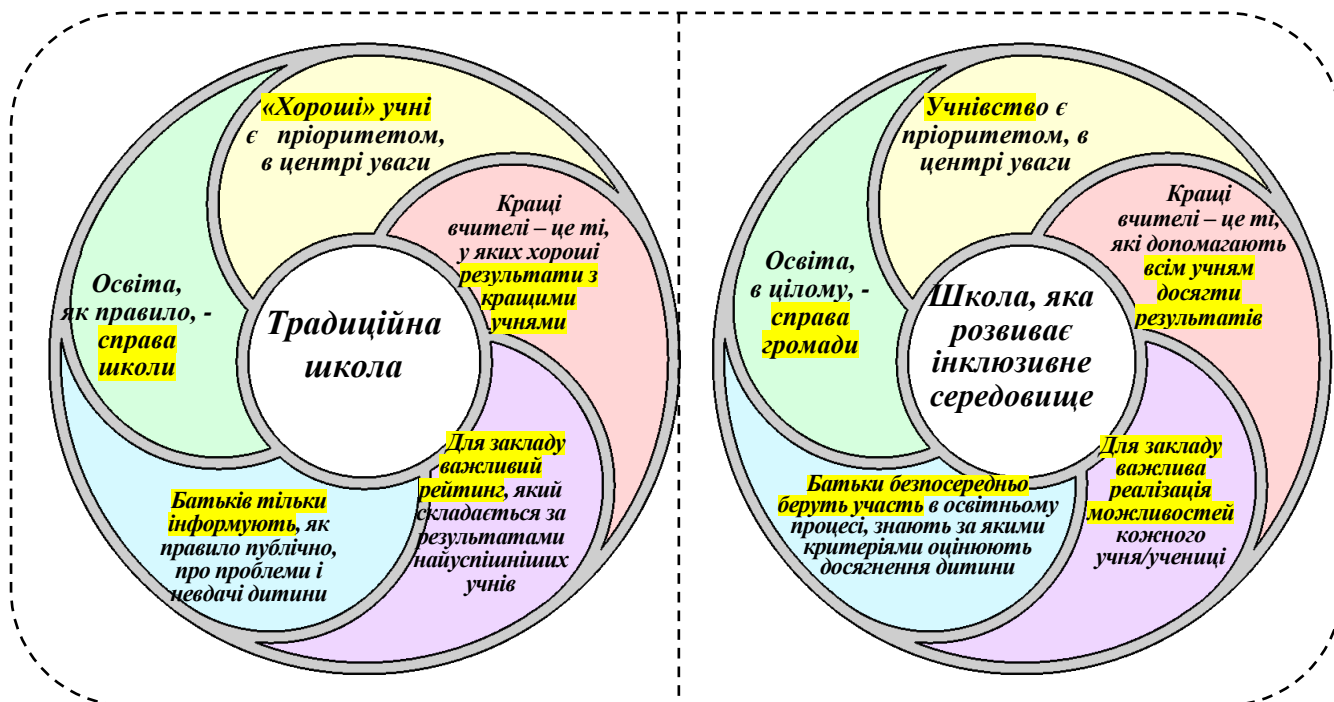 «Хороші» учні
є пріоритетом,
в центрі уваги
Кращі
вчителі – це ті,
у яких хороші
результати з
кращими
учнями
Освіта,
як правило, -
справа
школи
Традиційна
школа
Для закладу
важливий
рейтинг, який
складається за
результатами
найуспішніших
учнів
Батьків тільки
інформують, як
правило публічно,
про проблеми і
невдачі дитини
Учнівство є
пріоритетом, в
центрі уваги
Кращі
вчителі – це ті,
які допомагають
всім учням
досягти
результатів
Освіта,
в цілому, -
справа
громади
Школа, яка
розвиває
інклюзивне
середовище
Для закладу
важлива
реалізація
можливостей
кожного
учня/учениці
Батьки безпосередньо
беруть участь в освітньому
процесі, знають за якими
критеріями оцінюють
досягнення дитини